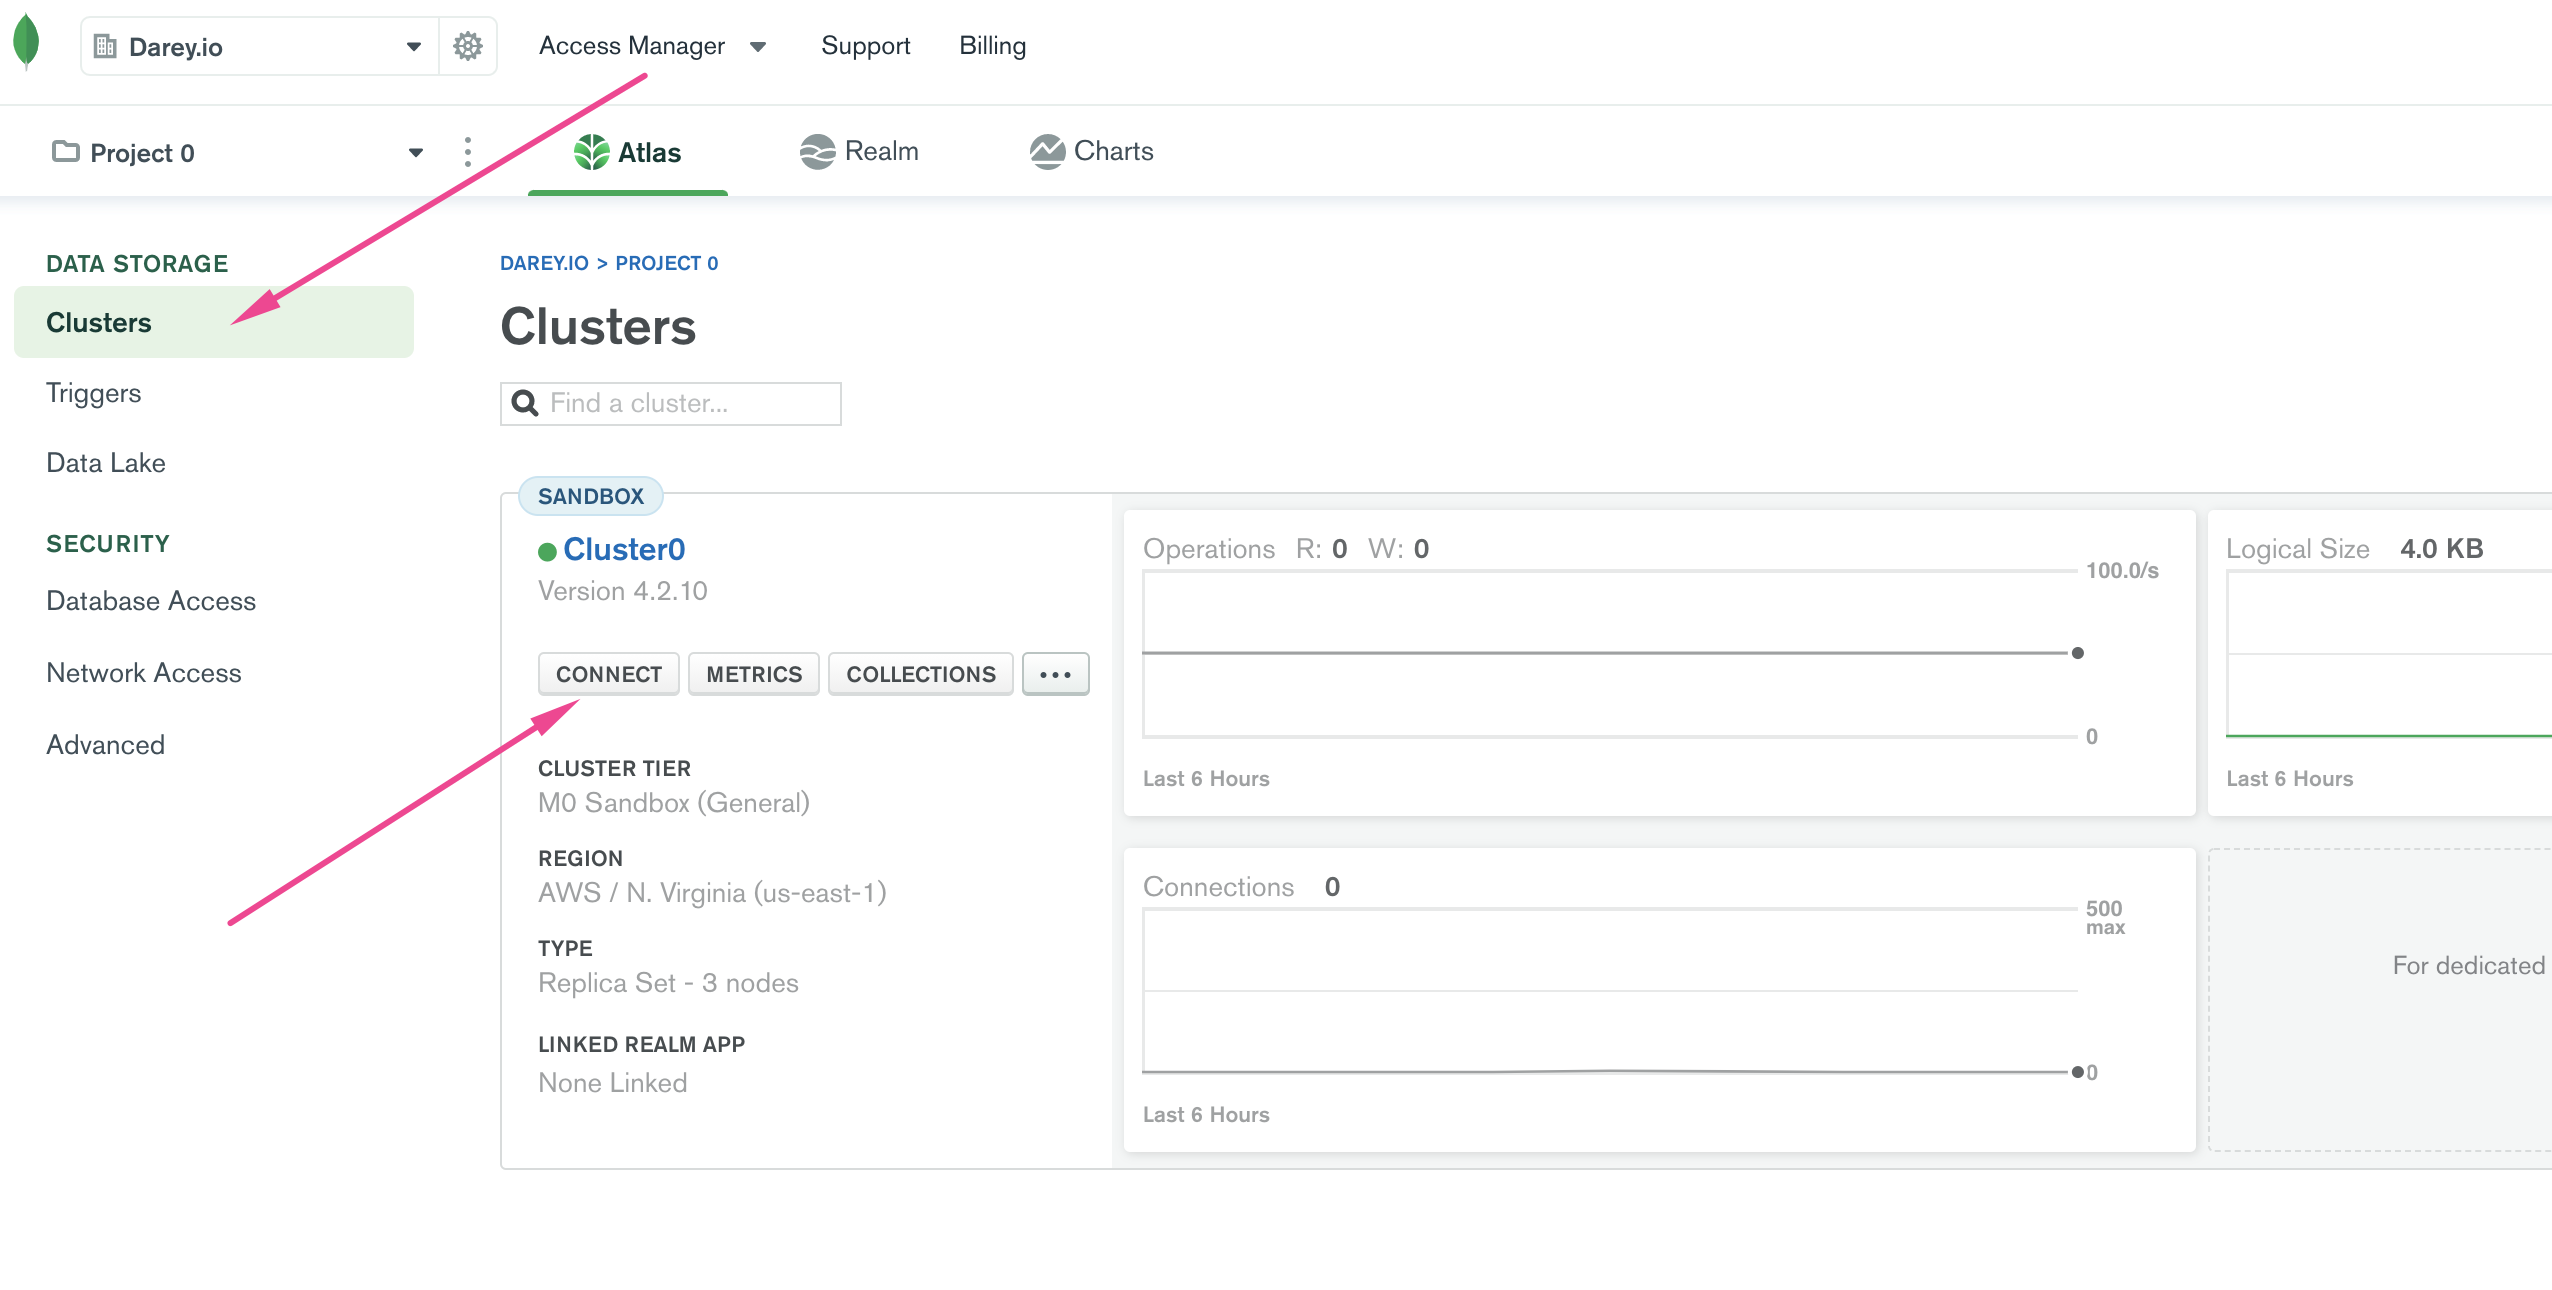 Darey.io
Access Manager
Support
Billing
Project 0
Atlas
Realm
Charts
DATA STORAGE
Clusters
Triggers
Data Lake
SECURITY
Database Access
Network Access
Advanced
DAREY.IO > PROJECT 0
Clusters
Find a cluster...
SANDBOX
Cluster0
Version 4.2.10
CONNECT
METRICS
COLLECTIONS
CLUSTER TIER
M0 Sandbox (General)
REGION
AWS / N. Virginia (us-east-1)
TYPE
Replica Set - 3 nodes
LINKED REALM APP
None Linked
Operations R: 0 W: 0
100.0/s
0
Last 6 Hours
Logical Size 4.0 KB
Last 6 Hours
Connections 0
500
max
0
Last 6 Hours
For dedicated